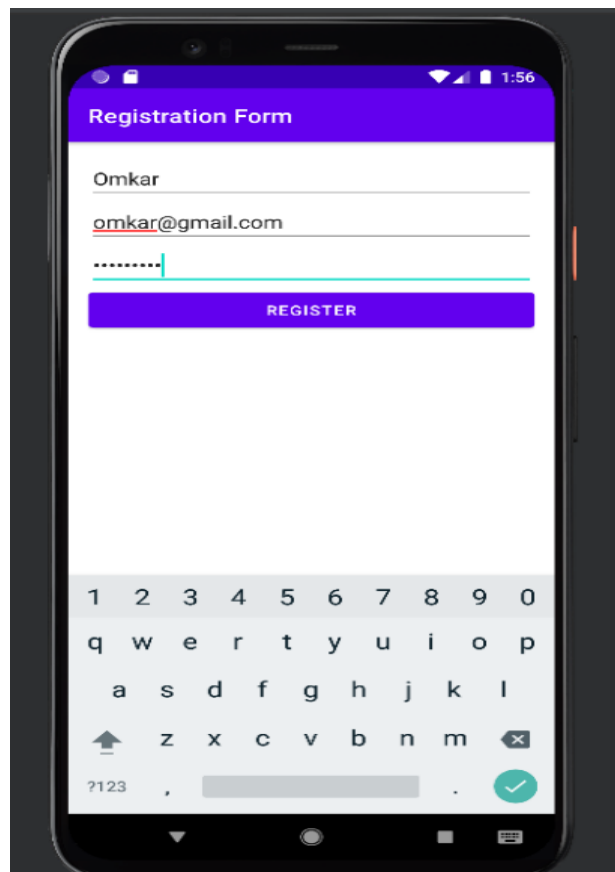 1:56
Registration Form
Omkar
omkar@gmail.com
•••••••••
REGISTER
1 2 3 4 5 6 7 8 9 0
q w e r t y u i o p
a s d f g h j k l
z x c v b n m
?123 , .